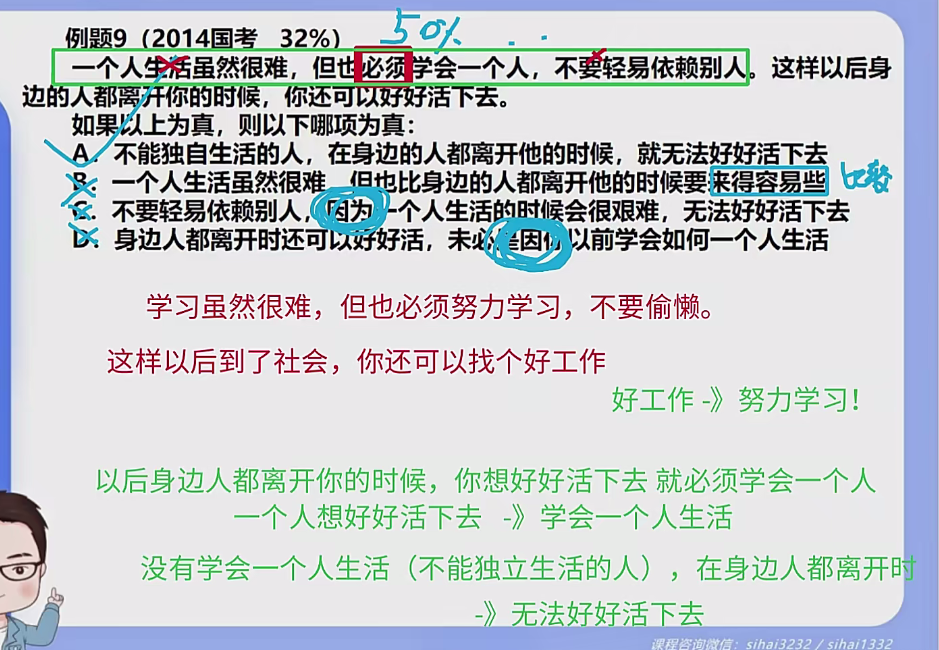 50%
例题9（2014国考 32%）
一个人生活虽然很难，但也必须学会一个人，不要轻易依赖别人。这样以后身
边的人都离开你的时候，你还可以好好活下去。
如果以上为真，则以下哪项为真：
A. 不能独自生活的人，在身边的人都离开他的时候，就无法好好活下去
B. 一个人生活虽然很难，但也比身边的人都离开他的时候要来得容易些 比较
C. 不要轻易依赖别人，因为一个人生活的时候会很艰难，无法好好活下去
D. 身边人都离开时还可以好好活，未必是因你以前学会如何一个人生活
学习虽然很难，但也必须努力学习，不要偷懒。
这样以后到了社会，你还可以找个好工作
好工作 -》努力学习！
以后身边人都离开你的时候，你想好好活下去 就必须学会一个人
一个人想好好活下去 -》学会一个人生活
没有学会一个人生活（不能独立生活的人），在身边人都离开时
-》无法好好活下去
课程咨询微信：sihai3232 / sihai1332